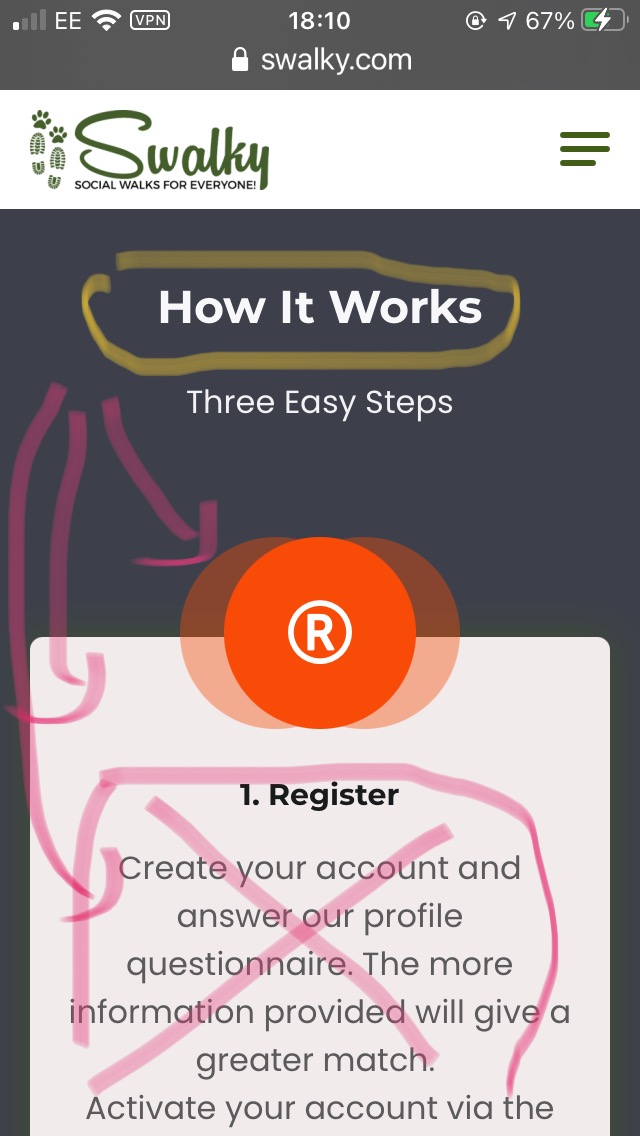 EE VPN 18:10 67%
swalky.com
Swalky
SOCIAL WALKS FOR EVERYONE!
How It Works
Three Easy Steps
®
1. Register
Create your account and
answer our profile
questionnaire. The more
information provided will give a
greater match.
Activate your account via the